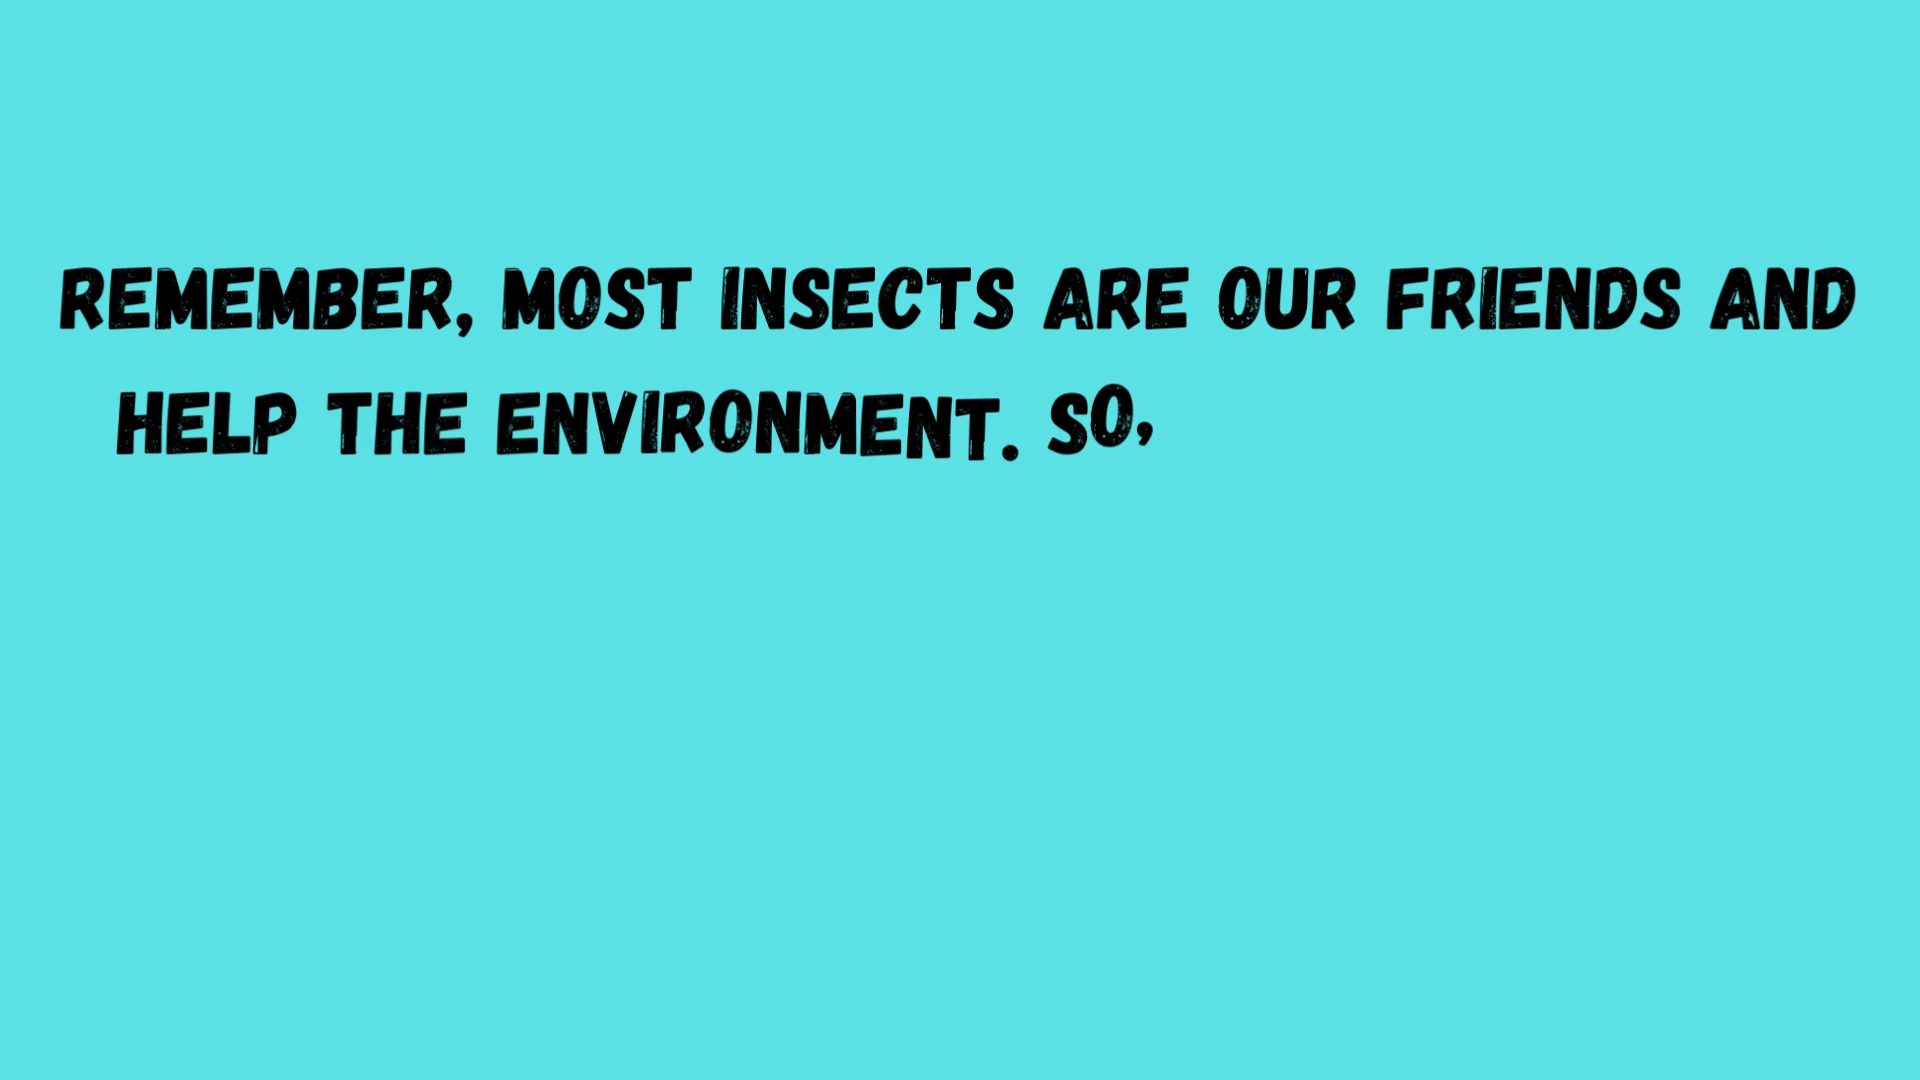 REMEMBER, MOST INSECTS ARE OUR FRIENDS AND
HELP THE ENVIRONMENT. SO,